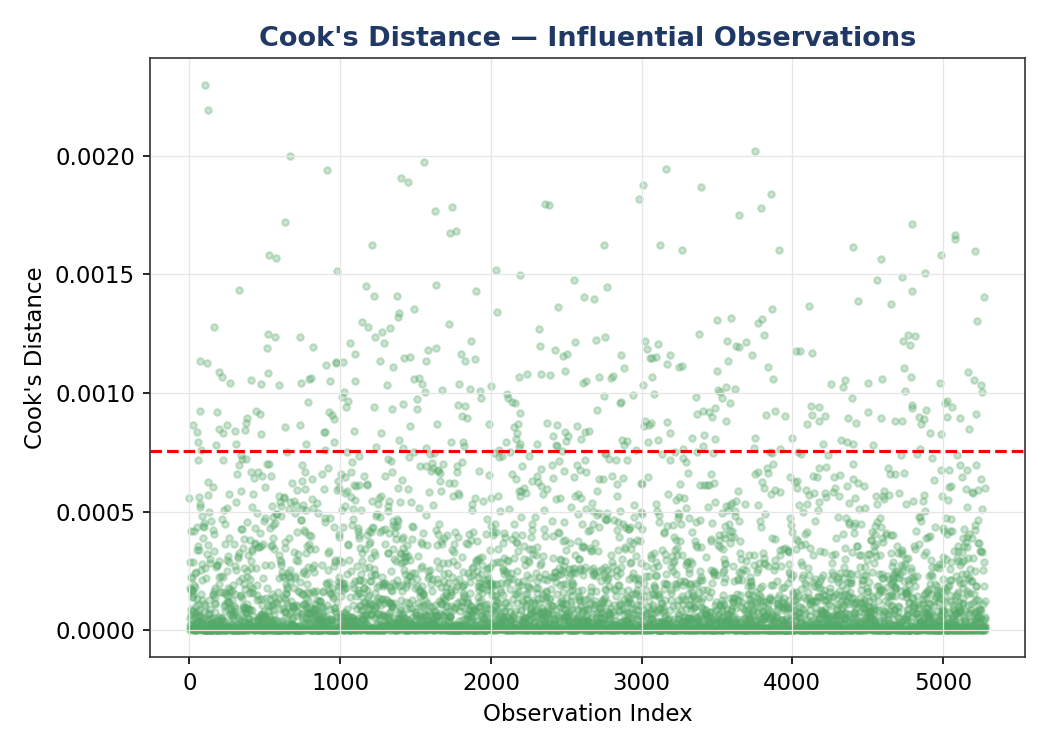 Cook's Distance — Influential Observations
Cook's Distance
0.0020
0.0015
0.0010
0.0005
0.0000
0 1000 2000 3000 4000 5000
Observation Index